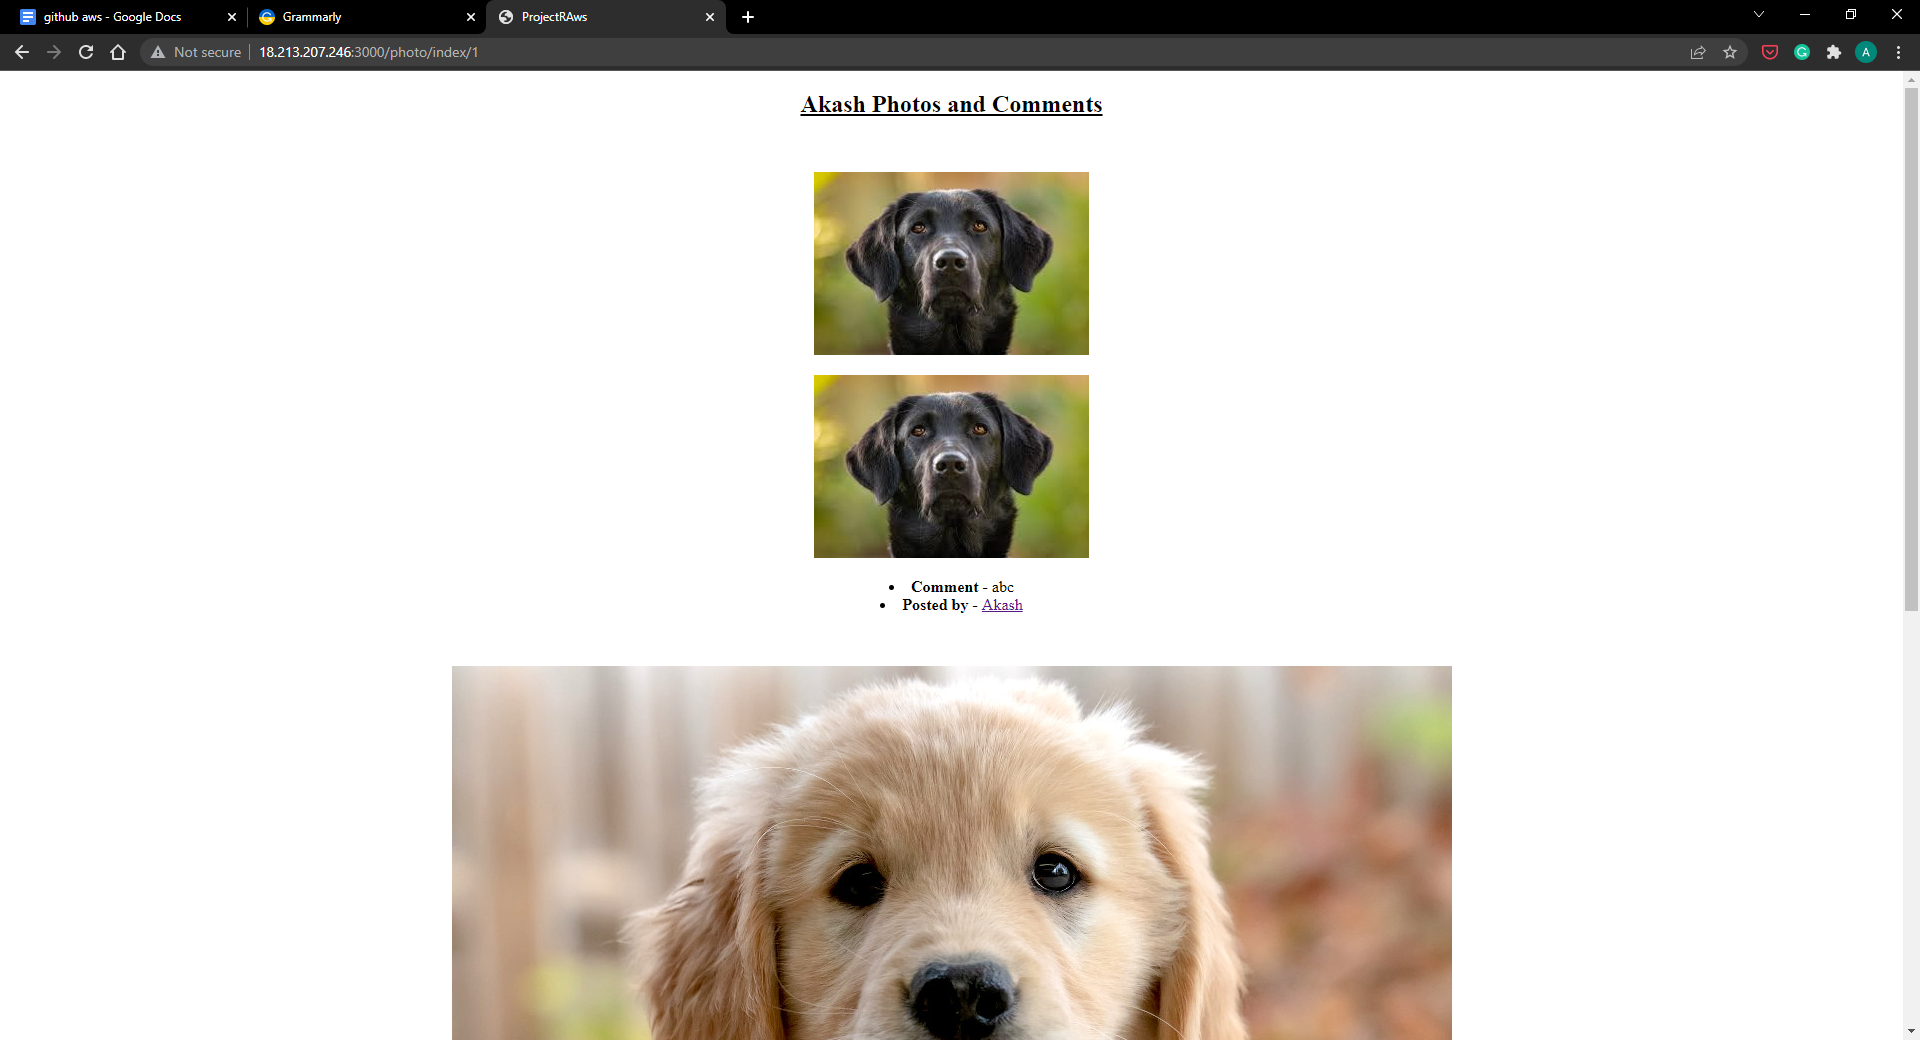 github aws - Google Docs
Grammarly
ProjectRAws
Not secure
18.213.207.246:3000/photo/index/1
A
Akash Photos and Comments
Comment - abc
Posted by - Akash